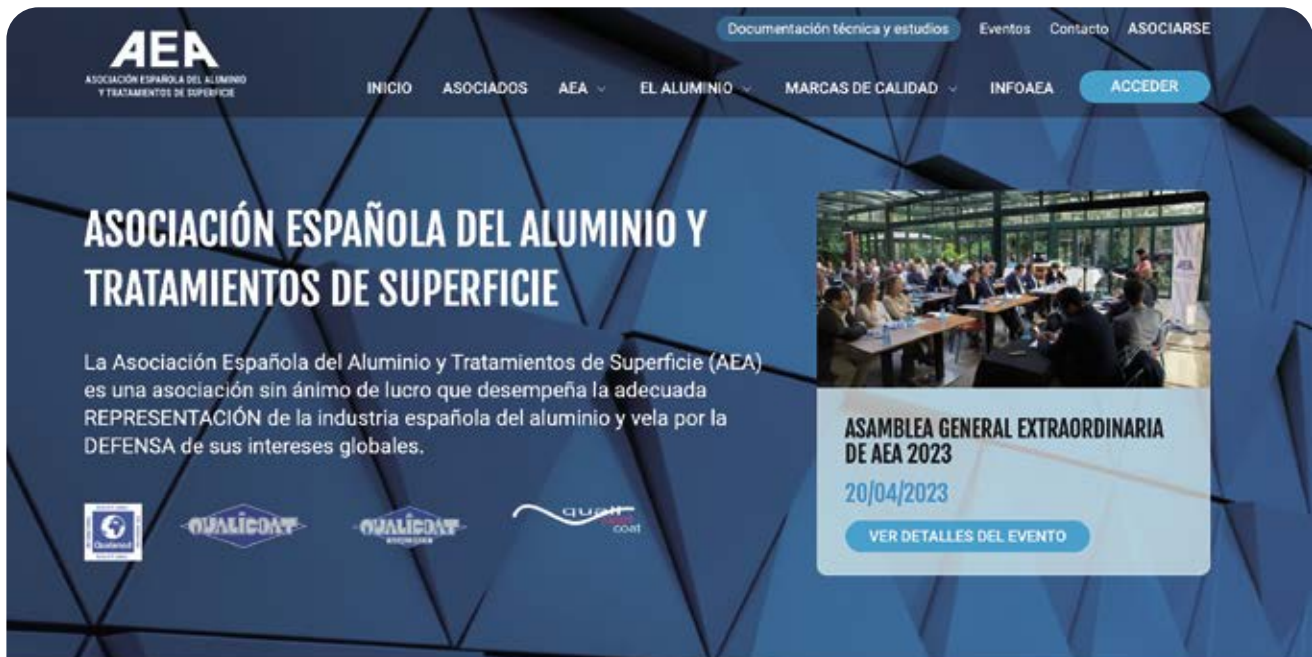 Documentación técnica y estudios
Eventos
Contacto
ASOCIARSE
AEA
ASOCIACIÓN ESPAÑOLA DEL ALUMINIO
Y TRATAMIENTOS DE SUPERFICIE
INICIO
ASOCIADOS
AEA
EL ALUMINIO
MARCAS DE CALIDAD
INFOAEA
ACCEDER
ASOCIACIÓN ESPAÑOLA DEL ALUMINIO Y
TRATAMIENTOS DE SUPERFICIE
La Asociación Española del Aluminio y Tratamientos de Superficie (AEA)
es una asociación sin ánimo de lucro que desempeña la adecuada
REPRESENTACIÓN de la industria española del aluminio y vela por la
DEFENSA de sus intereses globales.
Qualanod
QUALICOAT
QUALICOAT
coat
AEA
ASAMBLEA GENERAL EXTRAORDINARIA
DE AEA 2023
20/04/2023
VER DETALLES DEL EVENTO